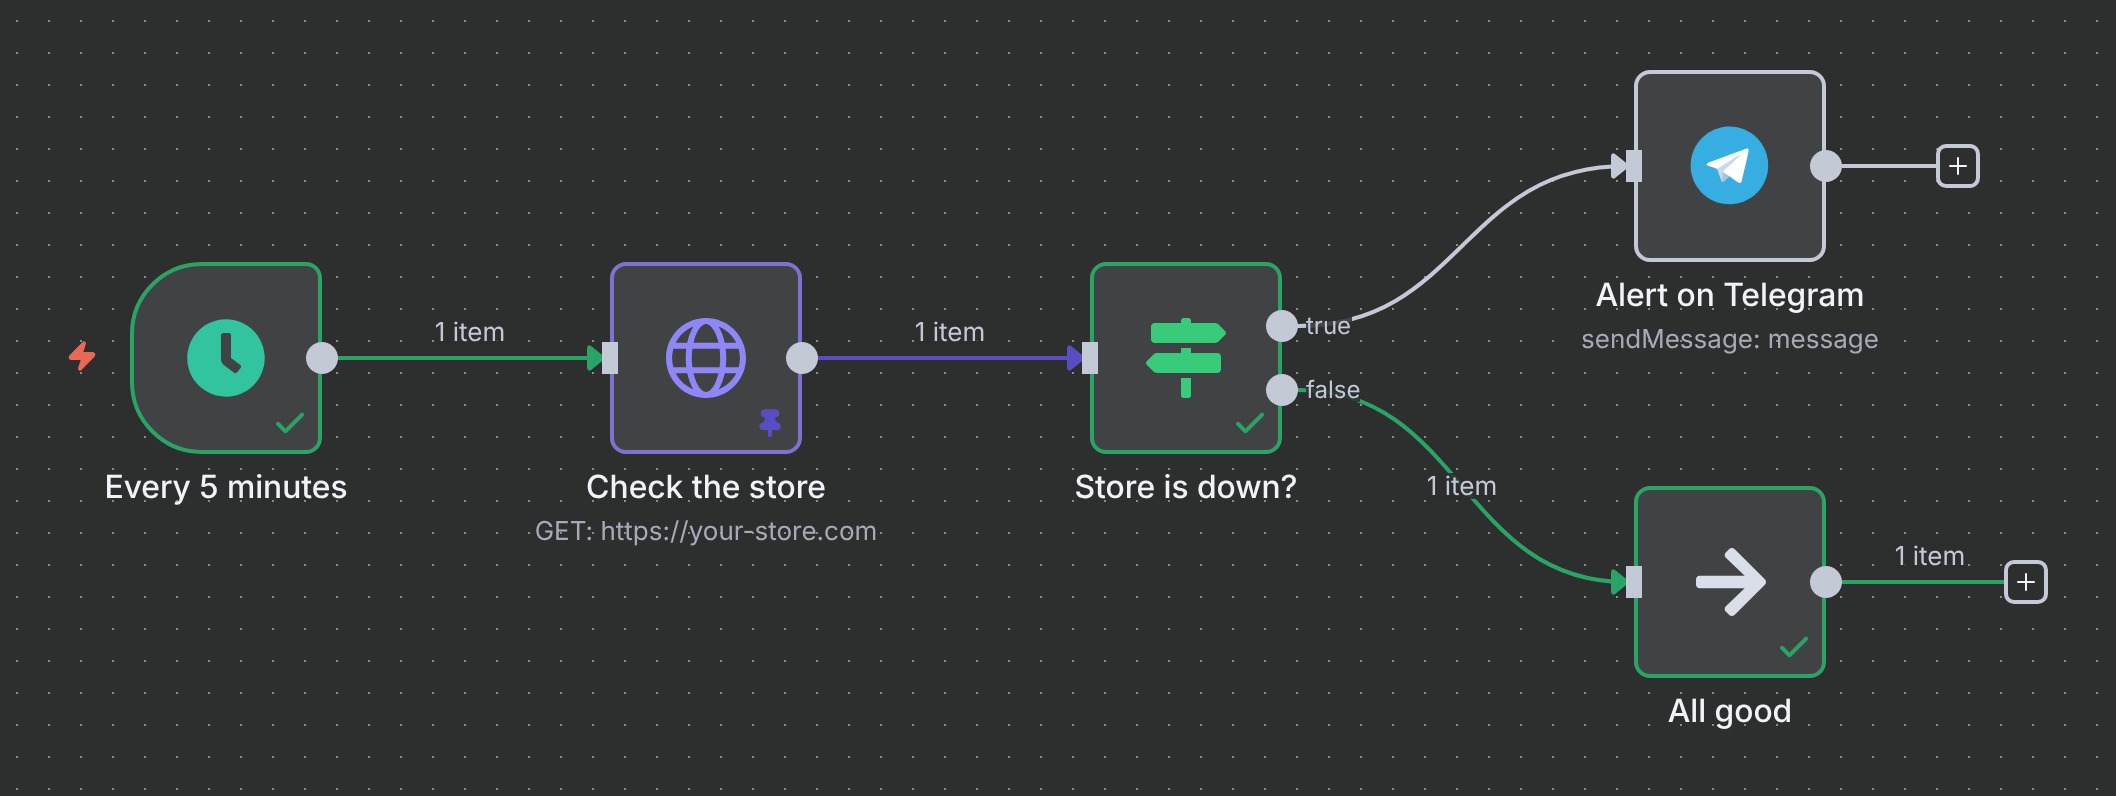 1 item
1 item
true
false
1 item
1 item
Every 5 minutes
Check the store
GET: https://your-store.com
Store is down?
Alert on Telegram
sendMessage: message
All good